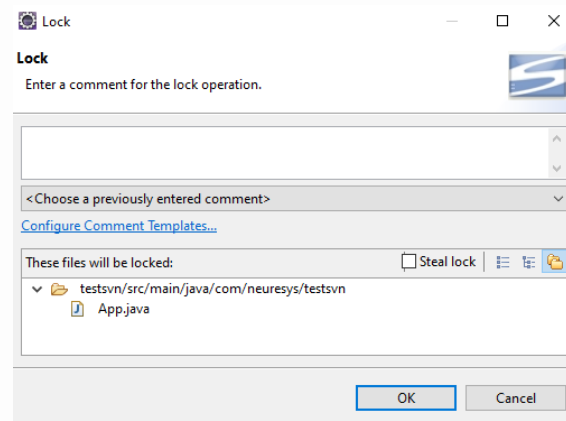 Lock
Lock
Enter a comment for the lock operation.
<Choose a previously entered comment>
Configure Comment Templates...
These files will be locked:
Steal lock
testsvn/src/main/java/com/neuresys/testsvn
App.java
OK
Cancel